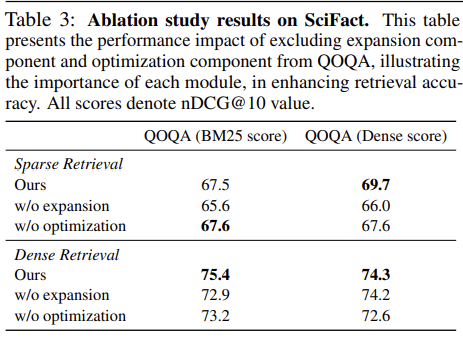 Table 3: Ablation study results on SciFact. This table
presents the performance impact of excluding expansion com-
ponent and optimization component from QOQA, illustrating
the importance of each module, in enhancing retrieval accu-
racy. All scores denote nDCG@10 value.
QOQA (BM25 score) QOQA (Dense score)
Sparse Retrieval
Ours 67.5 69.7
w/o expansion 65.6 66.0
w/o optimization 67.6 67.6
Dense Retrieval
Ours 75.4 74.3
w/o expansion 72.9 74.2
w/o optimization 73.2 72.6